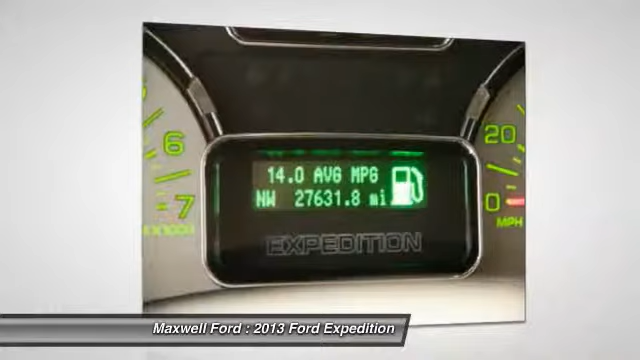 6
7
X1000
14.0 AVG MPG
NW 27631.8 mi
EXPEDITION
20
0
MPH
Maxwell Ford : 2013 Ford Expedition